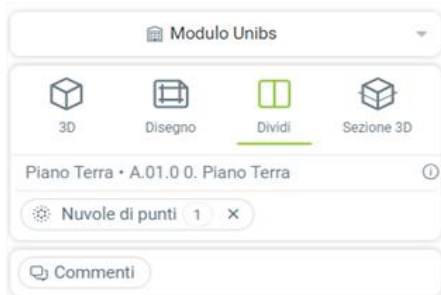 Modulo Unibs
3D Disegno Dividi Sezione 3D
Piano Terra • A.01.0 0. Piano Terra
Nuvole di punti 1
Commenti